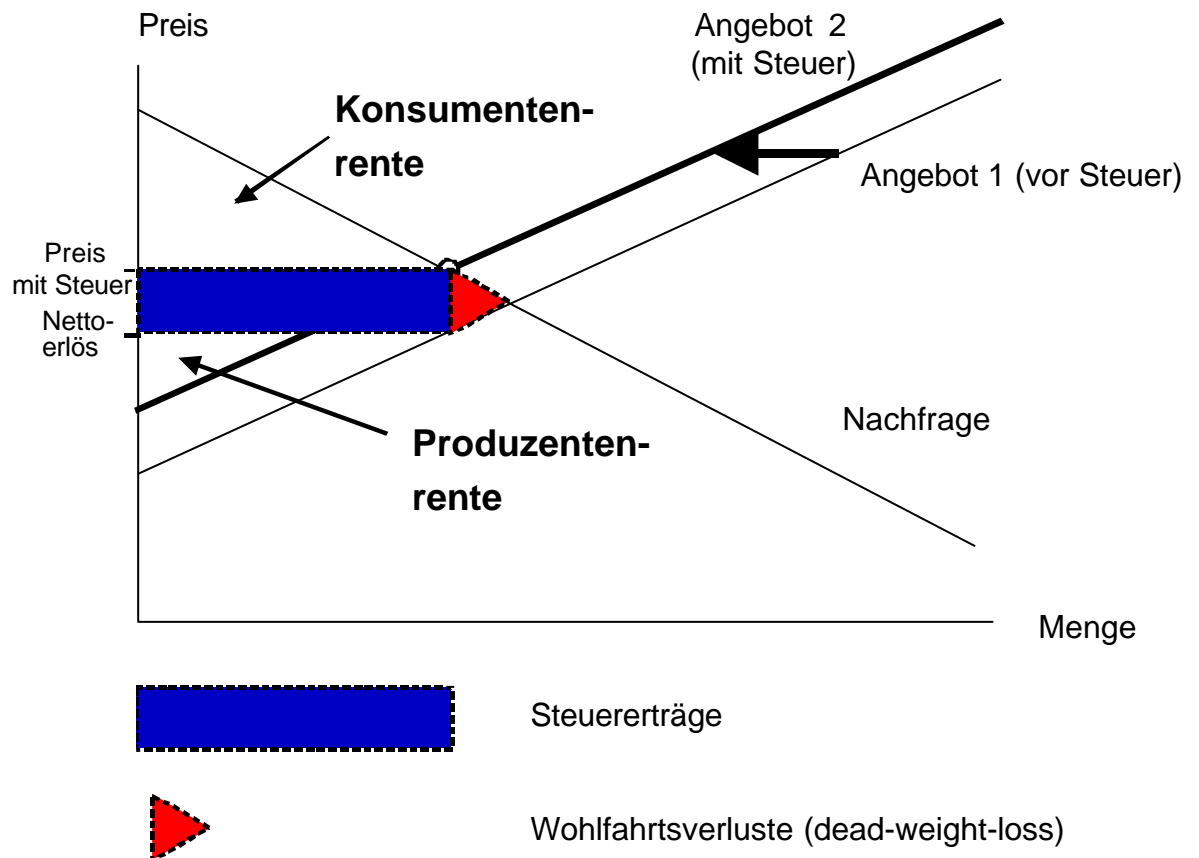 Preis
Angebot 2
(mit Steuer)
Konsumenten-
rente
Angebot 1 (vor Steuer)
Preis
mit Steuer
Netto-
erlös
Nachfrage
Produzenten-
rente
Menge
Steuererträge
Wohlfahrtsverluste (dead-weight-loss)